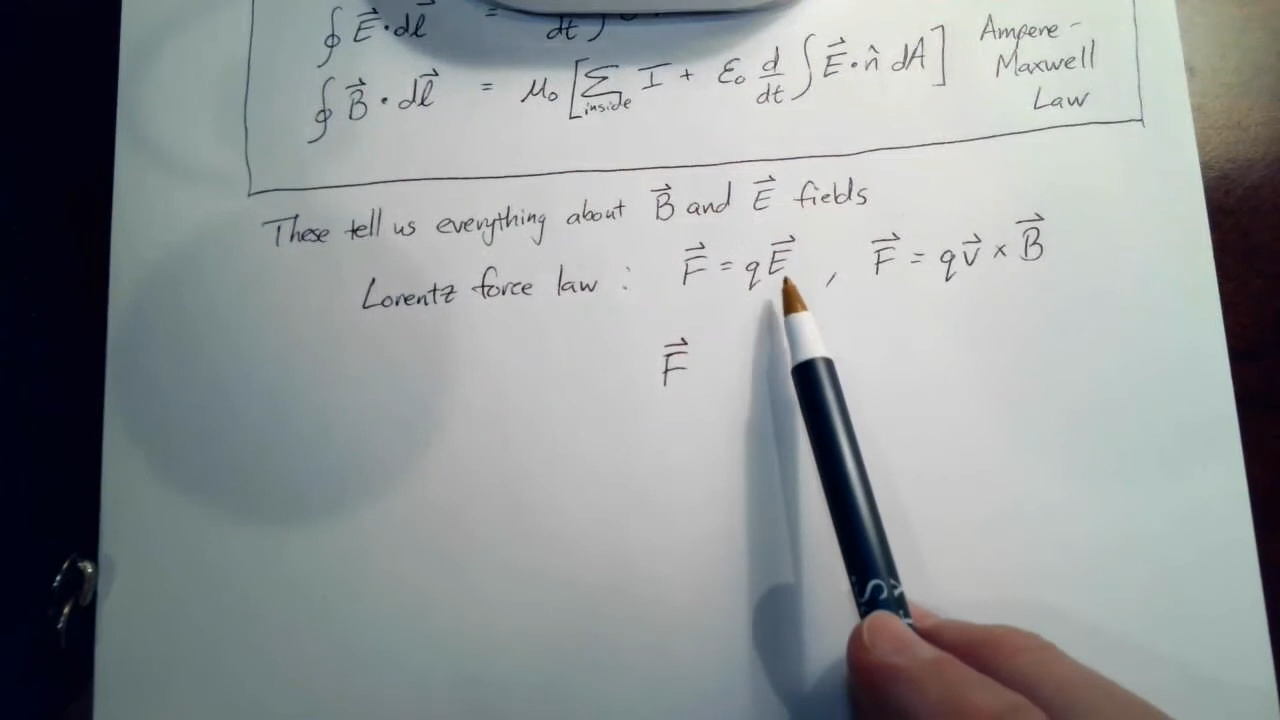 ∮ E⃗ · dl⃗ = dt ∫
∮ B⃗ · dl⃗ = μ₀ [ ∑ inside I + ε₀ d/dt ∫ E⃗ · n̂ dA ] Ampere-Maxwell Law
These tell us everything about B⃗ and E⃗ fields
Lorentz force law : F⃗ = qE⃗ , F⃗ = qv⃗ × B⃗
F⃗